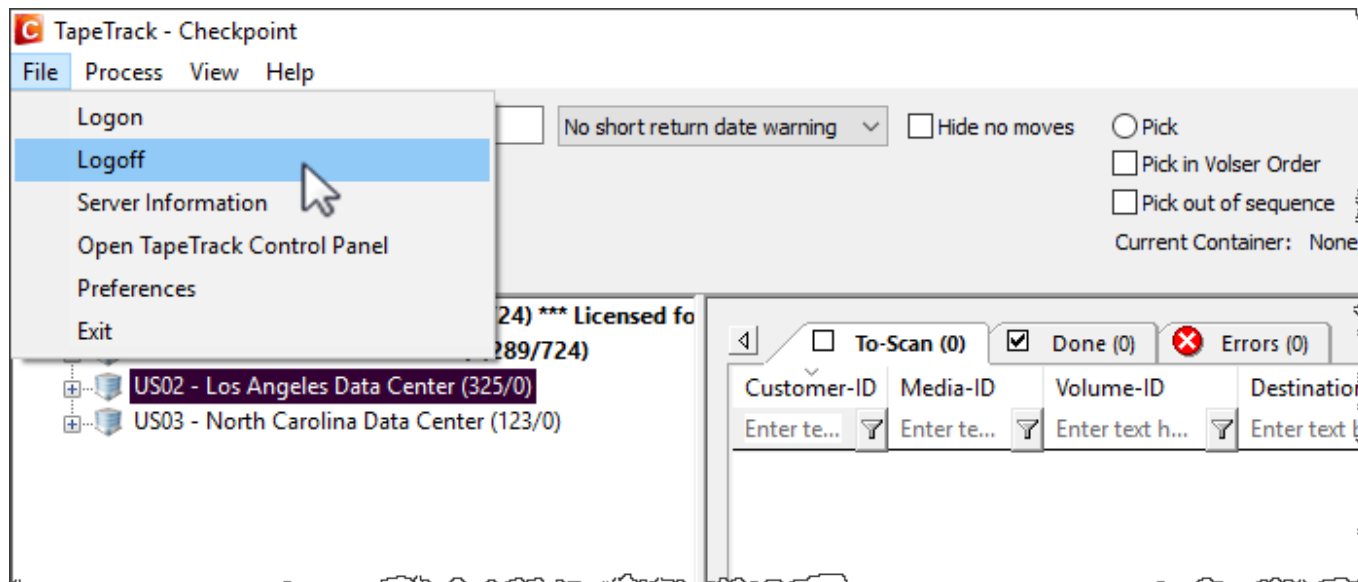 TapeTrack - Checkpoint
File Process View Help
Logon
Logoff
Server Information
Open TapeTrack Control Panel
Preferences
Exit
No short return date warning
Hide no moves
Pick
Pick in Volser Order
Pick out of sequence
Current Container: None
24) *** Licensed fo
289/724)
US02 - Los Angeles Data Center (325/0)
US03 - North Carolina Data Center (123/0)
To-Scan (0) Done (0) Errors (0)
Customer-ID Media-ID Volume-ID Destination
Enter te... Enter te... Enter text h... Enter text